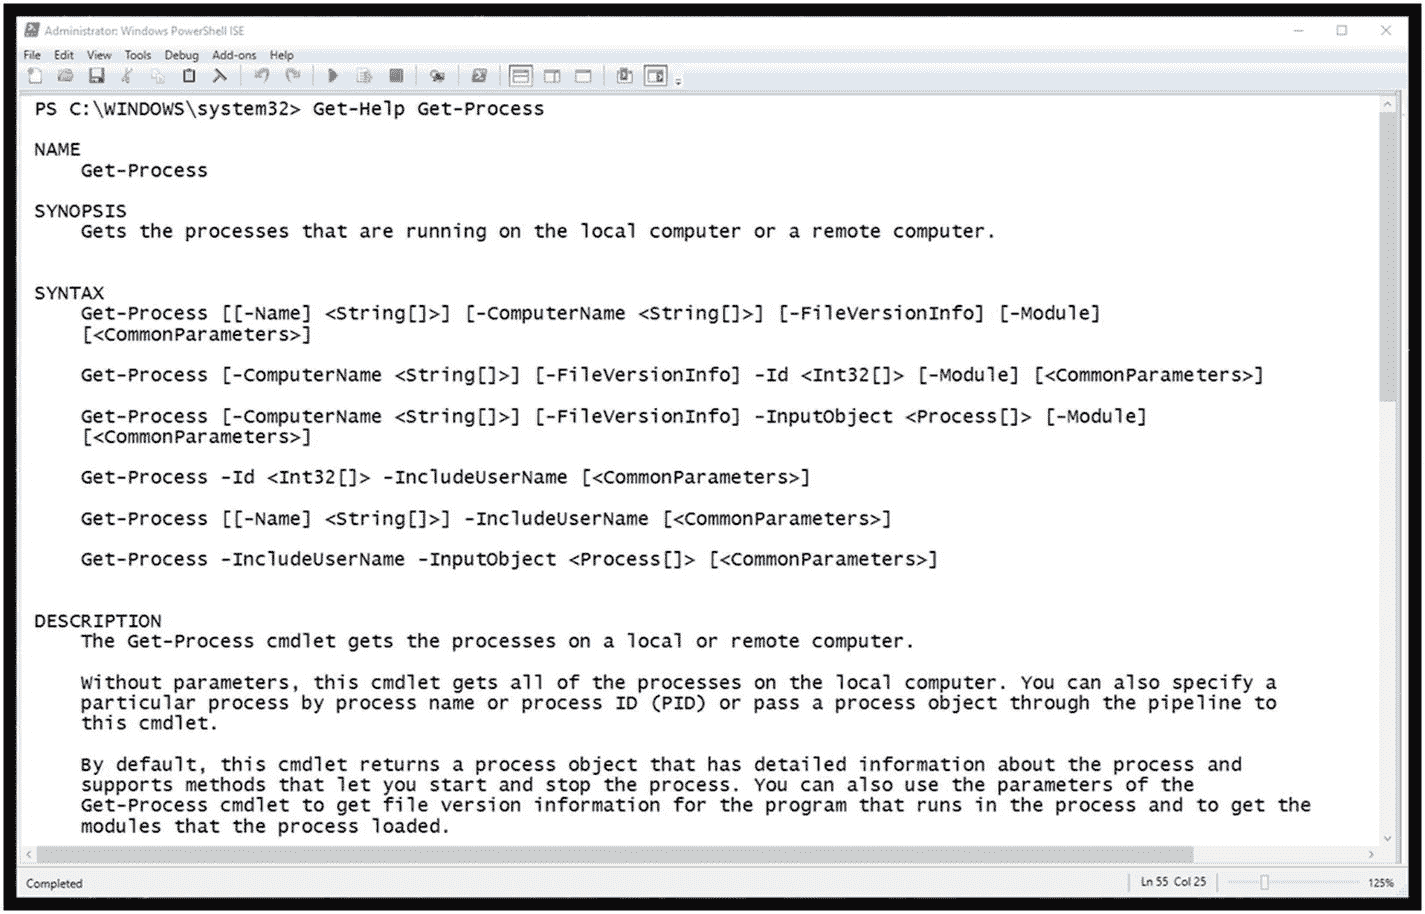 Administrator: Windows PowerShell ISE
File Edit View Tools Debug Add-ons Help
PS C:\WINDOWS\system32> Get-Help Get-Process
NAME
Get-Process
SYNOPSIS
Gets the processes that are running on the local computer or a remote computer.
SYNTAX
Get-Process [[-Name] <String[]>] [-ComputerName <String[]>] [-FileVersionInfo] [-Module]
[<CommonParameters>]
Get-Process [-ComputerName <String[]>] [-FileVersionInfo] -Id <Int32[]> [-Module] [<CommonParameters>]
Get-Process [-ComputerName <String[]>] [-FileVersionInfo] -InputObject <Process[]> [-Module]
[<CommonParameters>]
Get-Process -Id <Int32[]> -IncludeUserName [<CommonParameters>]
Get-Process [[-Name] <String[]>] -IncludeUserName [<CommonParameters>]
Get-Process -IncludeUserName -InputObject <Process[]> [<CommonParameters>]
DESCRIPTION
The Get-Process cmdlet gets the processes on a local or remote computer.
Without parameters, this cmdlet gets all of the processes on the local computer. You can also specify a
particular process by process name or process ID (PID) or pass a process object through the pipeline to
this cmdlet.
By default, this cmdlet returns a process object that has detailed information about the process and
supports methods that let you start and stop the process. You can also use the parameters of the
Get-Process cmdlet to get file version information for the program that runs in the process and to get the
modules that the process loaded.
Completed Ln 55 Col 25 125%